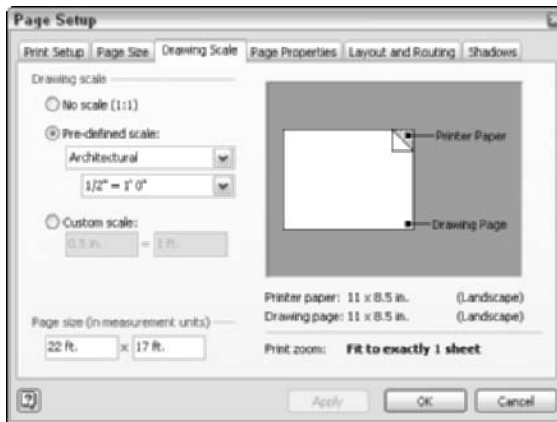 Page Setup
Print Setup Page Size Drawing Scale Page Properties Layout and Routing Shadows
Drawing scale
No scale (1:1)
Pre-defined scale:
Architectural
1/2" = 1' 0"
Custom scale:
0.5 in. = 1 ft.
Page size (in measurement units)
22 ft. x 17 ft.
Printer Paper
Drawing Page
Printer paper: 11 x 8.5 in. (Landscape)
Drawing page: 11 x 8.5 in. (Landscape)
Print zoom: Fit to exactly 1 sheet
?
Apply OK Cancel